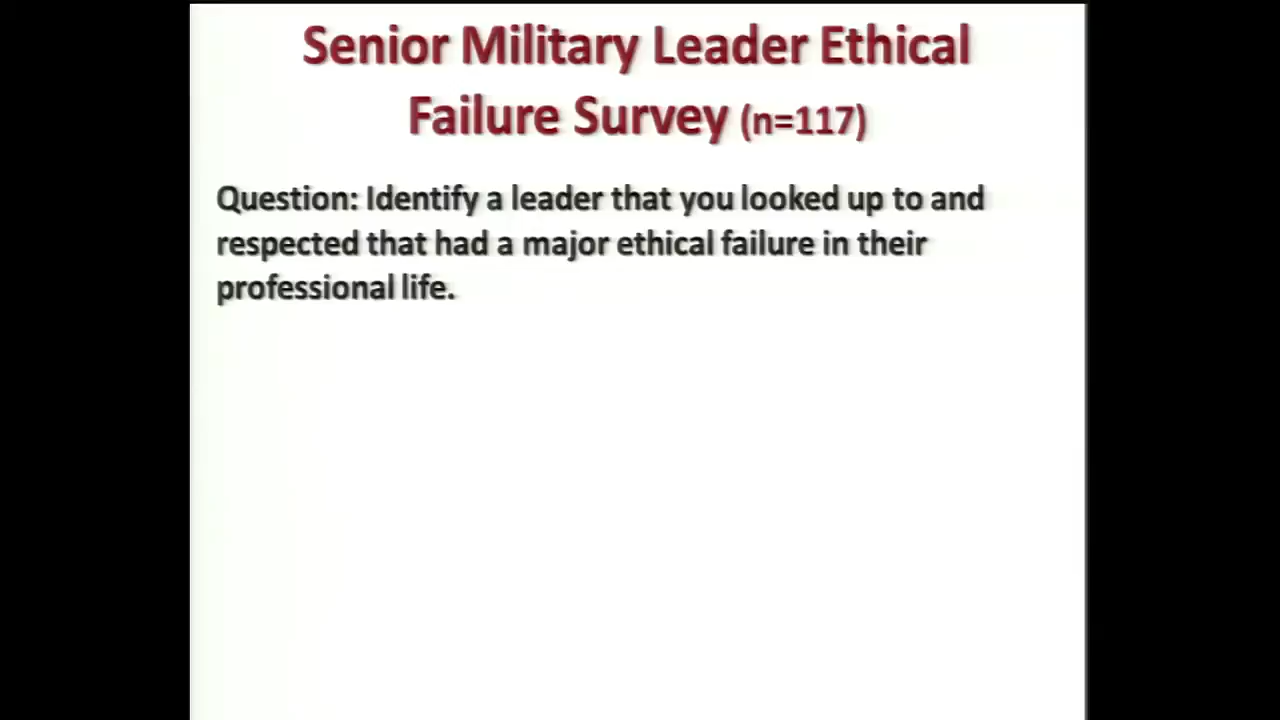 Senior Military Leader Ethical
Failure Survey (n=117)
Question: Identify a leader that you looked up to and
respected that had a major ethical failure in their
professional life.